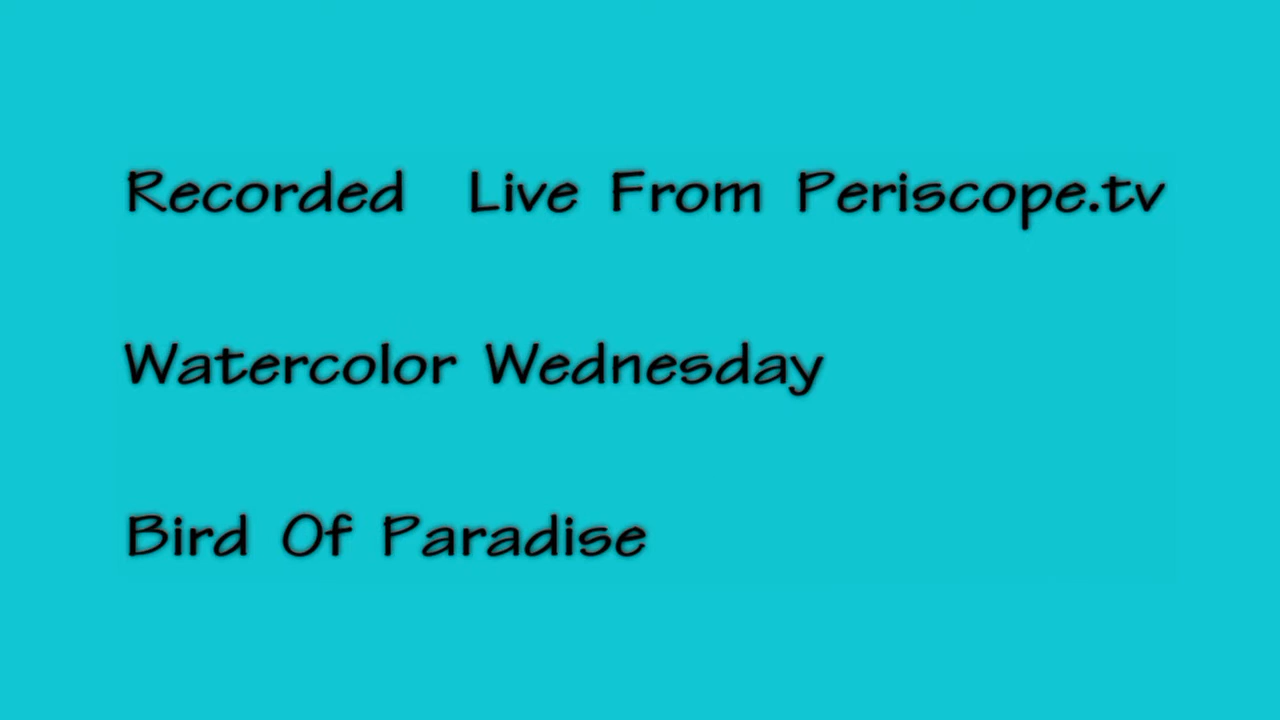 Recorded Live From Periscope.tv
Watercolor Wednesday
Bird Of Paradise